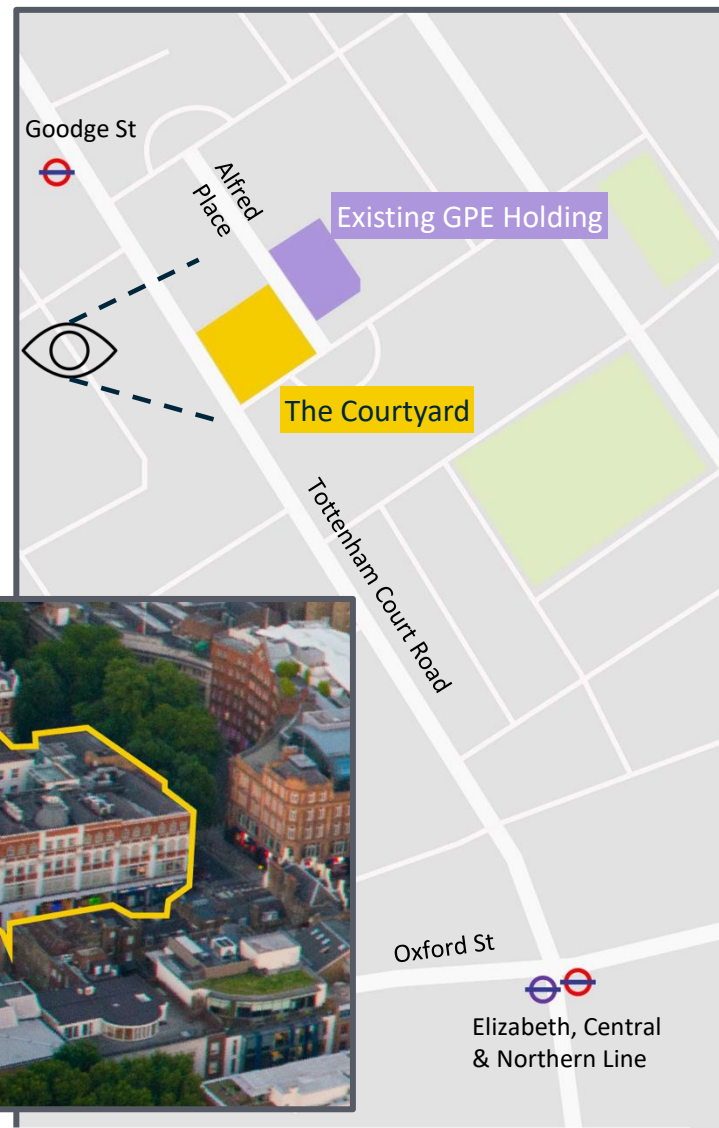 Goodge St
Alfred
Place
Existing GPE Holding
The Courtyard
Tottenham Court Road
Oxford St
Elizabeth, Central
& Northern Line